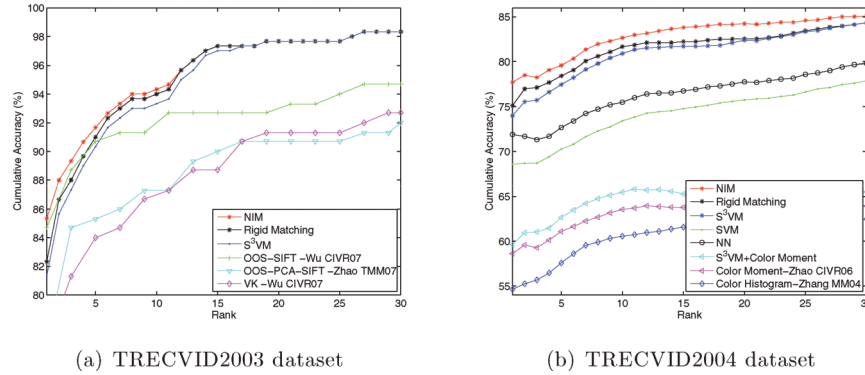 100
98
96
94
92
90
88
86
84
82
80
5
10
15
20
25
30
Cumulative Accuracy (%)
Rank
NIM
Rigid Matching
S³VM
OOS−SIFT −Wu CIVR07
OOS−PCA−SIFT −Zhao TMM07
VK −Wu CIVR07
(a) TRECVID2003 dataset
85
80
75
70
65
60
55
5
10
15
20
25
30
Cumulative Accuracy (%)
Rank
NIM
Rigid Matching
S³VM
SVM
NN
S³VM+Color Moment
Color Moment−Zhao CIVR06
Color Histogram−Zhang MM04
(b) TRECVID2004 dataset